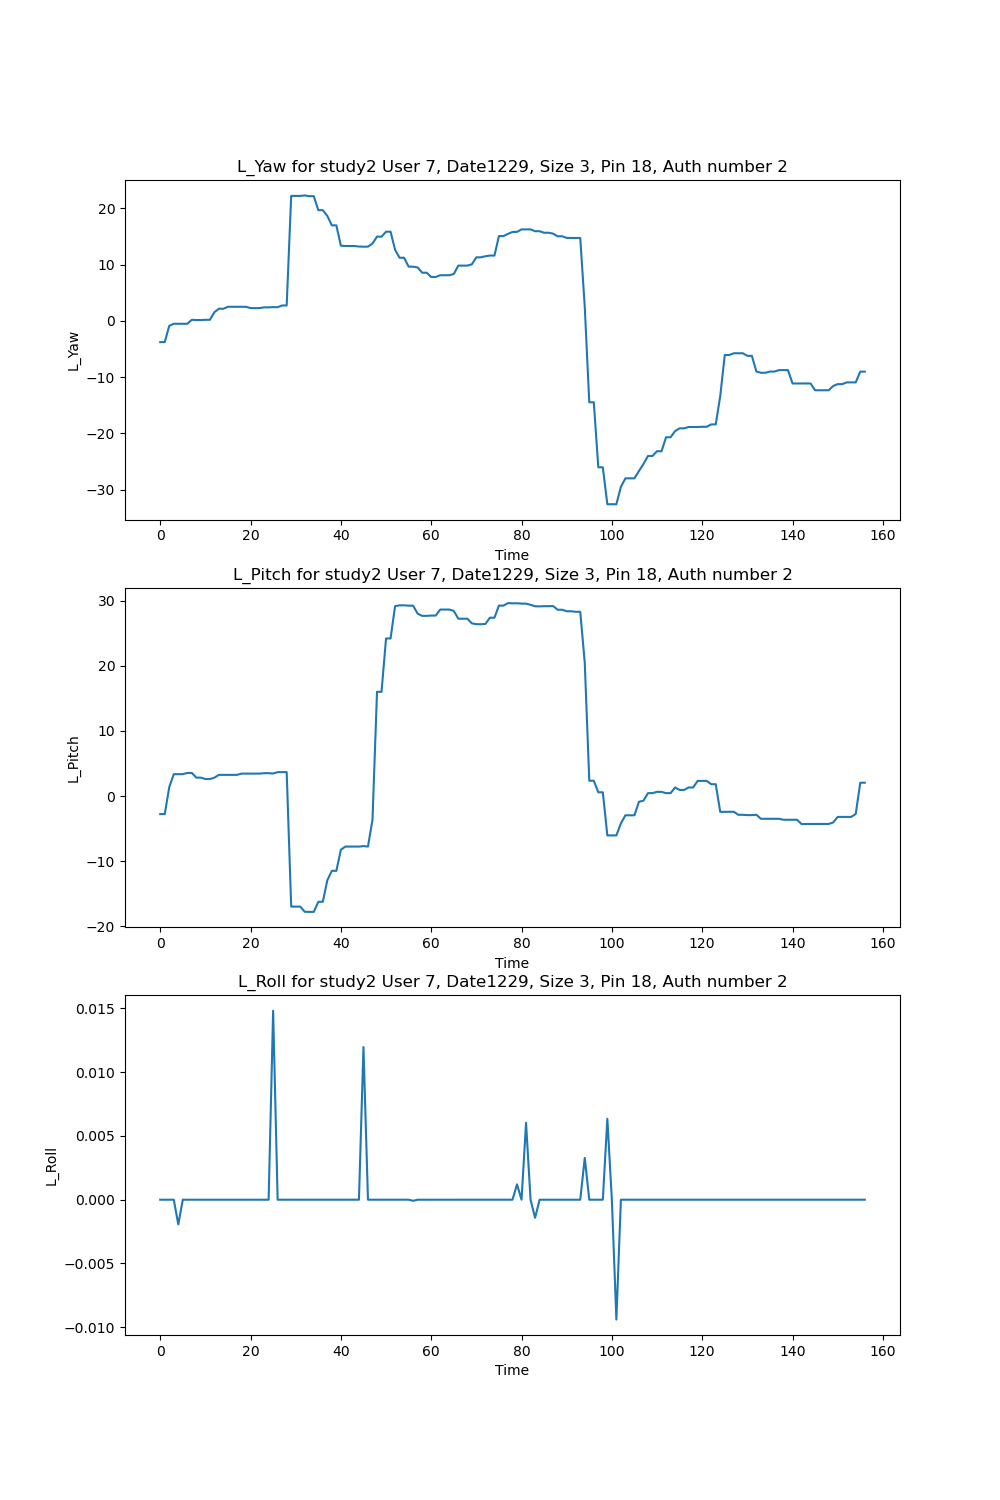 L_Yaw for study2 User 7, Date1229, Size 3, Pin 18, Auth number 2
20
10
0
−10
−20
−30
L_Yaw
0 20 40 60 80 100 120 140 160
Time
L_Pitch for study2 User 7, Date1229, Size 3, Pin 18, Auth number 2
30
20
10
0
−10
−20
L_Pitch
0 20 40 60 80 100 120 140 160
Time
L_Roll for study2 User 7, Date1229, Size 3, Pin 18, Auth number 2
0.015
0.010
0.005
0.000
−0.005
−0.010
L_Roll
0 20 40 60 80 100 120 140 160
Time